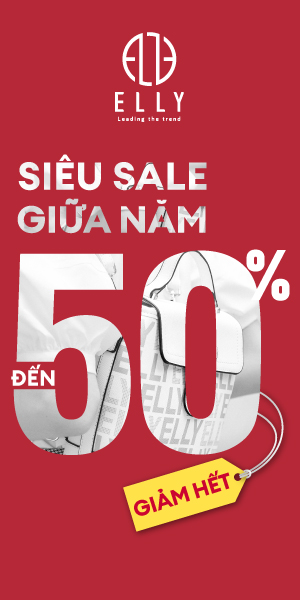 ELLY
Leading the trend
SIÊU SALE
GIỮA NĂM
ĐẾN
50%
GIẢM HẾT